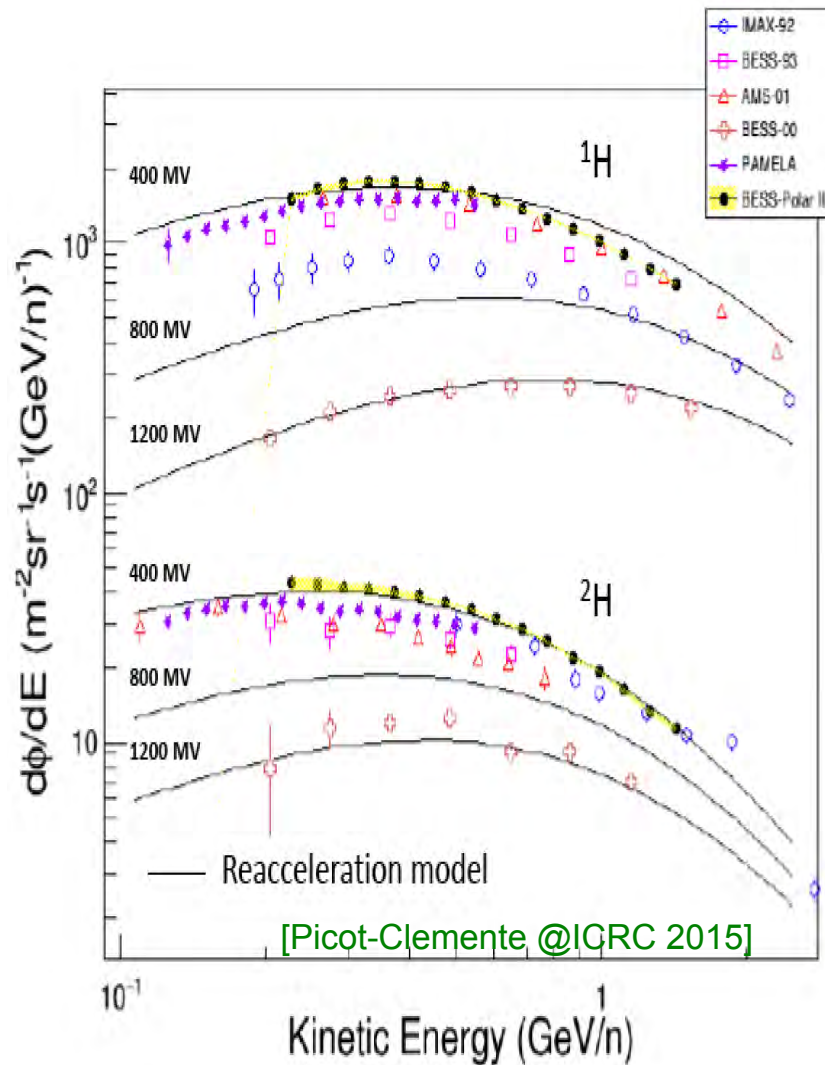 IMAX-92
BESS-93
AMS-01
BESS-00
PAMELA
BESS-Polar II
¹H
400 MV
10³
800 MV
1200 MV
10²
400 MV
²H
800 MV
10
1200 MV
dϕ/dE (m⁻²sr⁻¹s⁻¹(GeV/n)⁻¹)
Reacceleration model
[Picot-Clemente @ICRC 2015]
10⁻¹
1
Kinetic Energy (GeV/n)